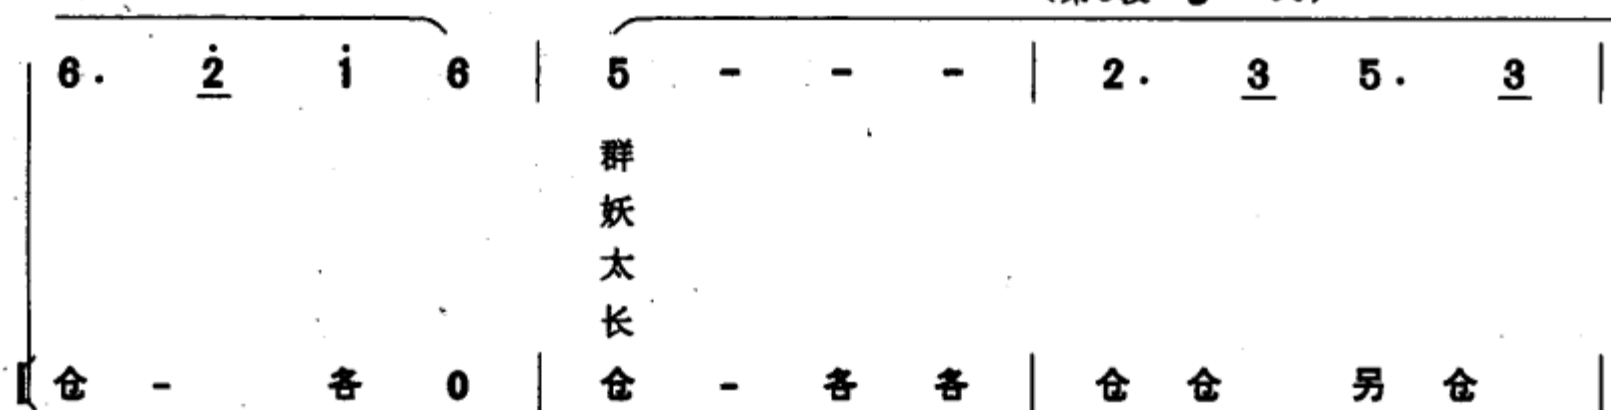 6. 2̇ i̇ 6 | 5 - - - | 2. 3 5. 3 |
群
妖
太
长
仓 - 各 0 | 仓 - 各 各 | 仓 仓 另 仓 |